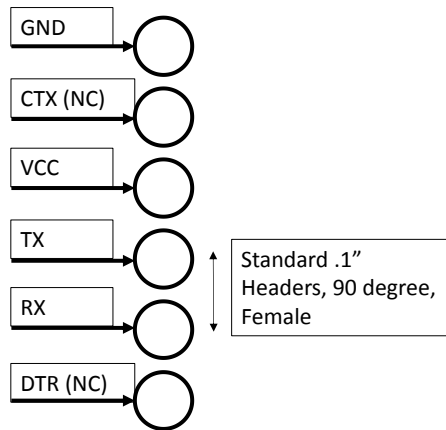 GND
CTX (NC)
VCC
TX
RX
DTR (NC)
Standard .1”
Headers, 90 degree,
Female